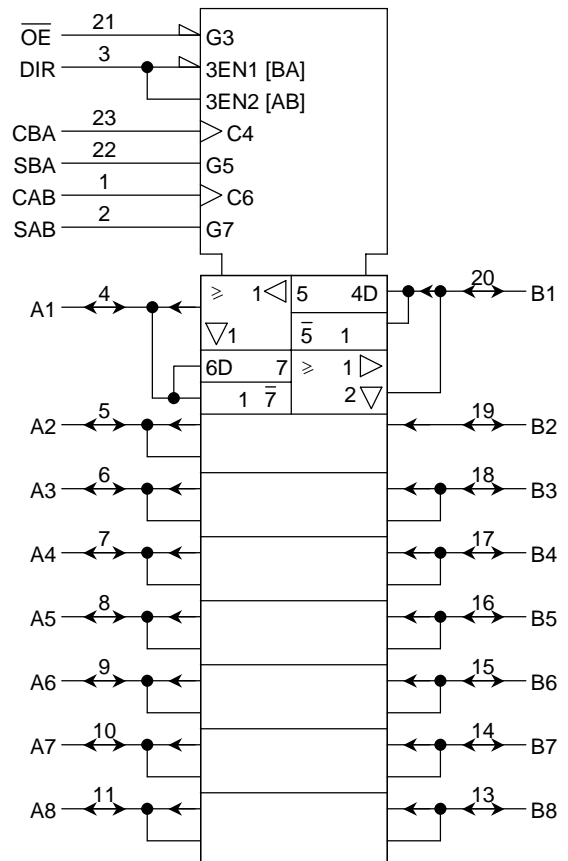 O̅E̅ 21 G3
DIR 3 3EN1 [BA]
3EN2 [AB]
CBA 23 C4
SBA 22 G5
CAB 1 C6
SAB 2 G7
A1 4 ≥ 1 5 4D 20 B1
1 5̅ 1
6D 7 ≥ 1
1 7̅ 2
A2 5 19 B2
A3 6 18 B3
A4 7 17 B4
A5 8 16 B5
A6 9 15 B6
A7 10 14 B7
A8 11 13 B8